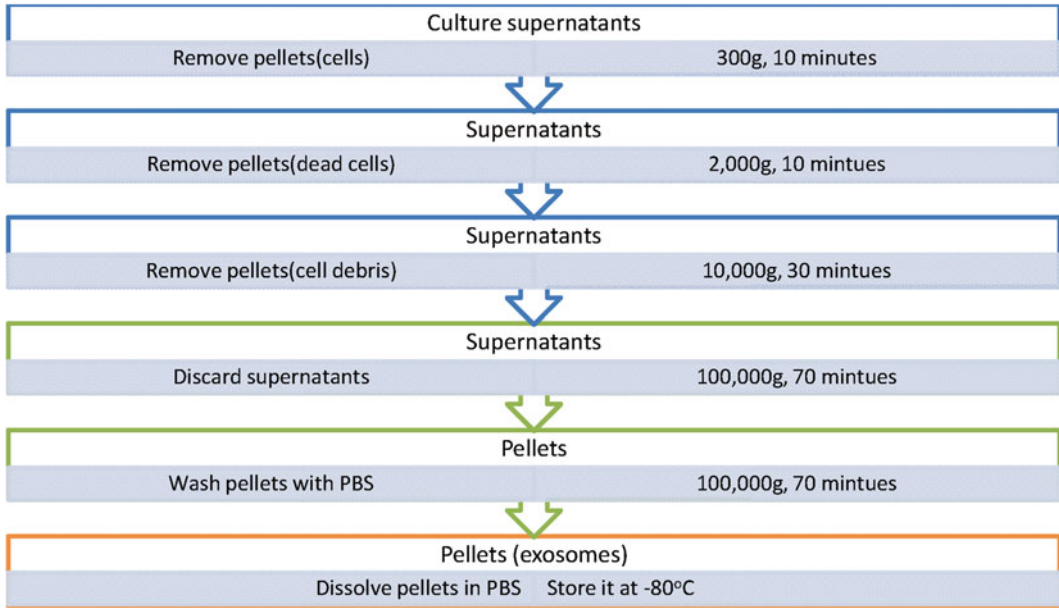 Culture supernatants
Remove pellets(cells) 300g, 10 minutes
Supernatants
Remove pellets(dead cells) 2,000g, 10 mintues
Supernatants
Remove pellets(cell debris) 10,000g, 30 mintues
Supernatants
Discard supernatants 100,000g, 70 mintues
Pellets
Wash pellets with PBS 100,000g, 70 mintues
Pellets (exosomes)
Dissolve pellets in PBS Store it at -80°C